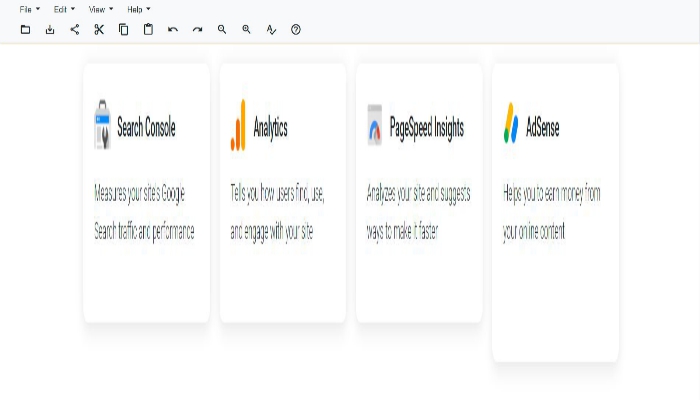 File Edit View Help
Search Console
Measures your site's Google
Search traffic and performance
Analytics
Tells you how users find, use,
and engage with your site
PageSpeed Insights
Analyzes your site and suggests
ways to make it faster
AdSense
Helps you to earn money from
your online content